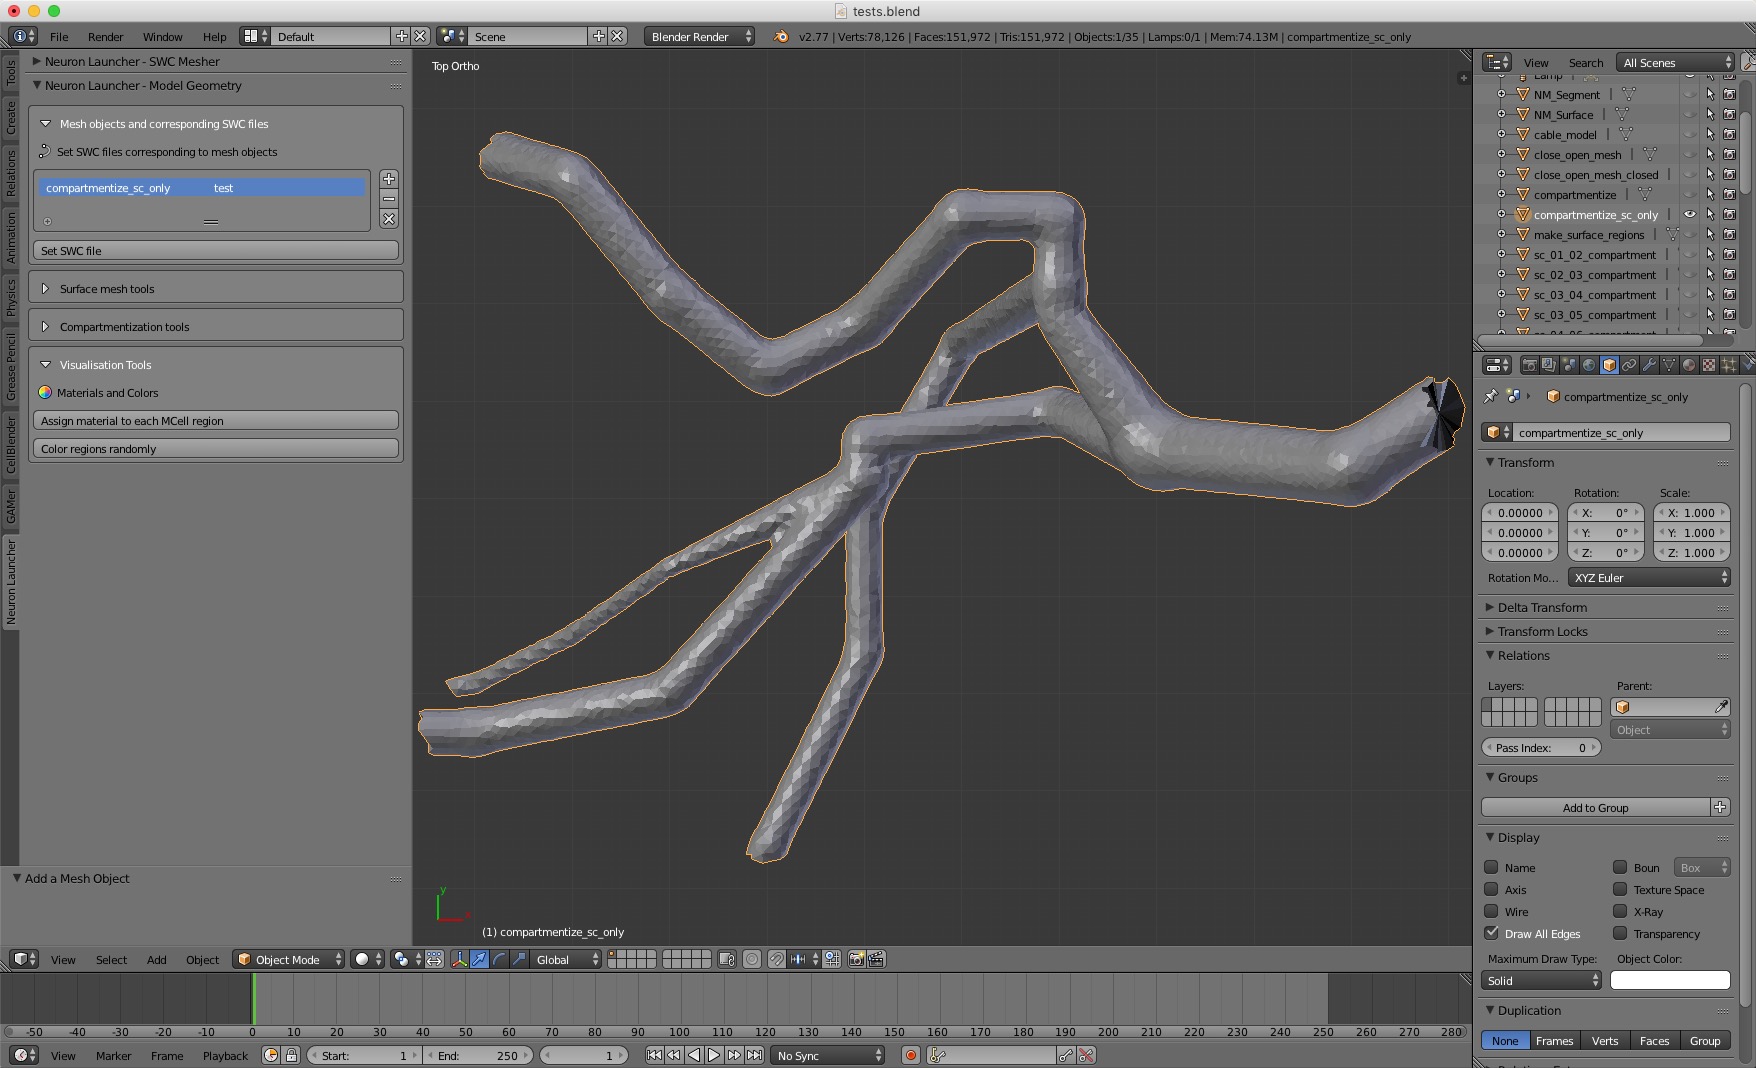 tests.blend
File Render Window Help Default Scene Blender Render v2.77 | Verts:78,126 | Faces:151,972 | Tris:151,972 | Objects:1/35 | Lamps:0/1 | Mem:74.13M | compartmentize_sc_only
Tools
Create
Relations
Animation
Physics
Grease Pencil
CellBlender
GAMer
Neuron Launcher
Neuron Launcher - SWC Mesher
Neuron Launcher - Model Geometry
Mesh objects and corresponding SWC files
Set SWC files corresponding to mesh objects
compartmentize_sc_only test
Set SWC file
Surface mesh tools
Compartmentization tools
Visualisation Tools
Materials and Colors
Assign material to each MCell region
Color regions randomly
Add a Mesh Object
Top Ortho
y
x
(1) compartmentize_sc_only
View Select Add Object Object Mode Global
-50 -40 -30 -20 -10 0 10 20 30 40 50 60 70 80 90 100 110 120 130 140 150 160 170 180 190 200 210 220 230 240 250 260 270 280
View Marker Frame Playback Start: 1 End: 250 1 No Sync
View Search All Scenes
Lamp
NM_Segment
NM_Surface
cable_model
close_open_mesh
close_open_mesh_closed
compartmentize
compartmentize_sc_only
make_surface_regions
sc_01_02_compartment
sc_02_03_compartment
sc_03_04_compartment
sc_03_05_compartment
compartmentize_sc_only
compartmentize_sc_only
Transform
Location: Rotation: Scale:
0.00000 X: 0° X: 1.000
0.00000 Y: 0° Y: 1.000
0.00000 Z: 0° Z: 1.000
Rotation Mo... XYZ Euler
Delta Transform
Transform Locks
Relations
Layers: Parent:
Object
Pass Index: 0
Groups
Add to Group
Display
Name Boun Box
Axis Texture Space
Wire X-Ray
Draw All Edges Transparency
Maximum Draw Type: Object Color:
Solid
Duplication
None Frames Verts Faces Group